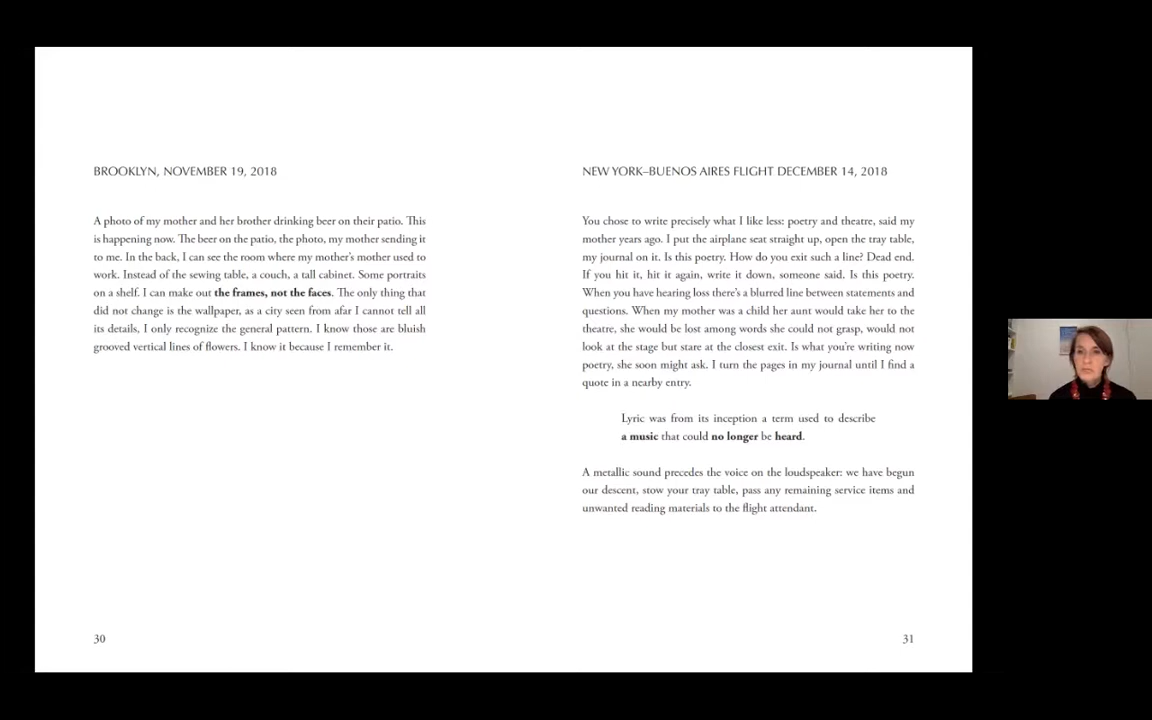 BROOKLYN, NOVEMBER 19, 2018
A photo of my mother and her brother drinking beer on their patio. This
is happening now. The beer on the patio, the photo, my mother sending it
to me. In the back, I can see the room where my mother's mother used to
work. Instead of the sewing table, a couch, a tall cabinet. Some portraits
on a shelf. I can make out the frames, not the faces. The only thing that
did not change is the wallpaper, as a city seen from afar I cannot tell all
its details, I only recognize the general pattern. I know those are bluish
grooved vertical lines of flowers. I know it because I remember it.
30
NEW YORK–BUENOS AIRES FLIGHT DECEMBER 14, 2018
You chose to write precisely what I like less: poetry and theatre, said my
mother years ago. I put the airplane seat straight up, open the tray table,
my journal on it. Is this poetry. How do you exit such a line? Dead end.
If you hit it, hit it again, write it down, someone said. Is this poetry.
When you have hearing loss there's a blurred line between statements and
questions. When my mother was a child her aunt would take her to the
theatre, she would be lost among words she could not grasp, would not
look at the stage but stare at the closest exit. Is what you're writing now
poetry, she soon might ask. I turn the pages in my journal until I find a
quote in a nearby entry.
Lyric was from its inception a term used to describe
a music that could no longer be heard.
A metallic sound precedes the voice on the loudspeaker: we have begun
our descent, stow your tray table, pass any remaining service items and
unwanted reading materials to the flight attendant.
31